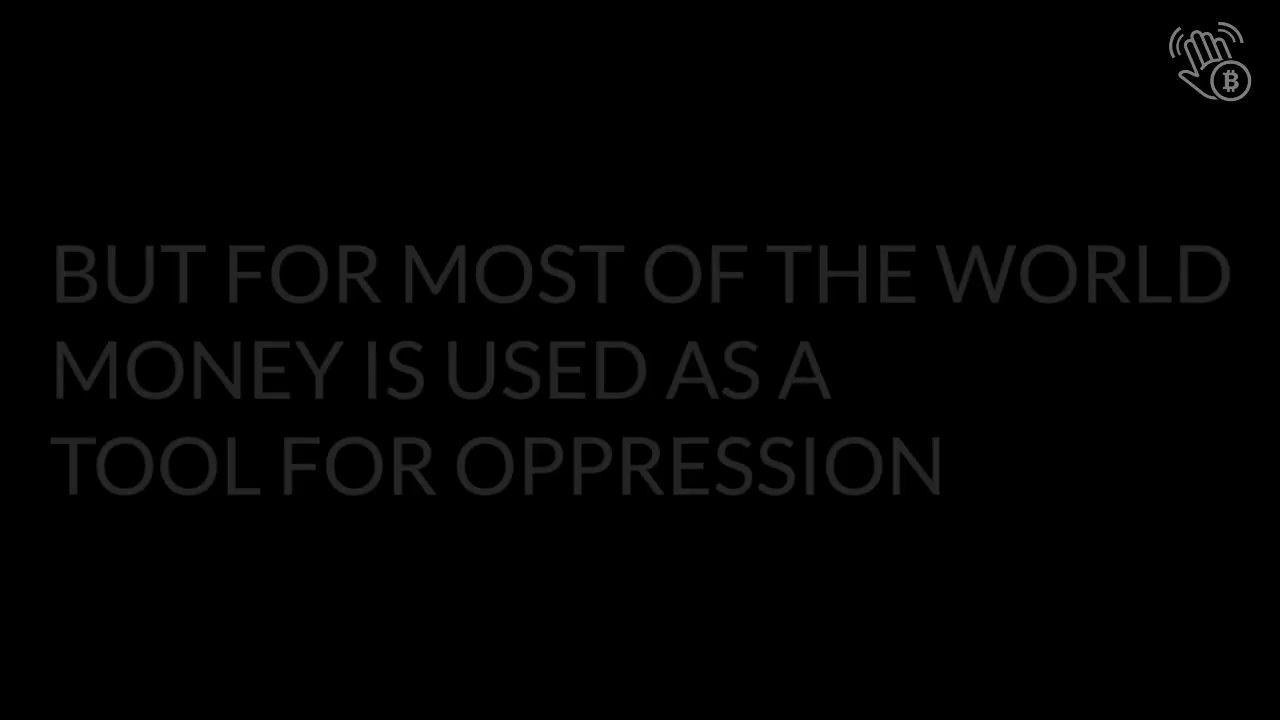 BUT FOR MOST OF THE WORLD
MONEY IS USED AS A
TOOL FOR OPPRESSION